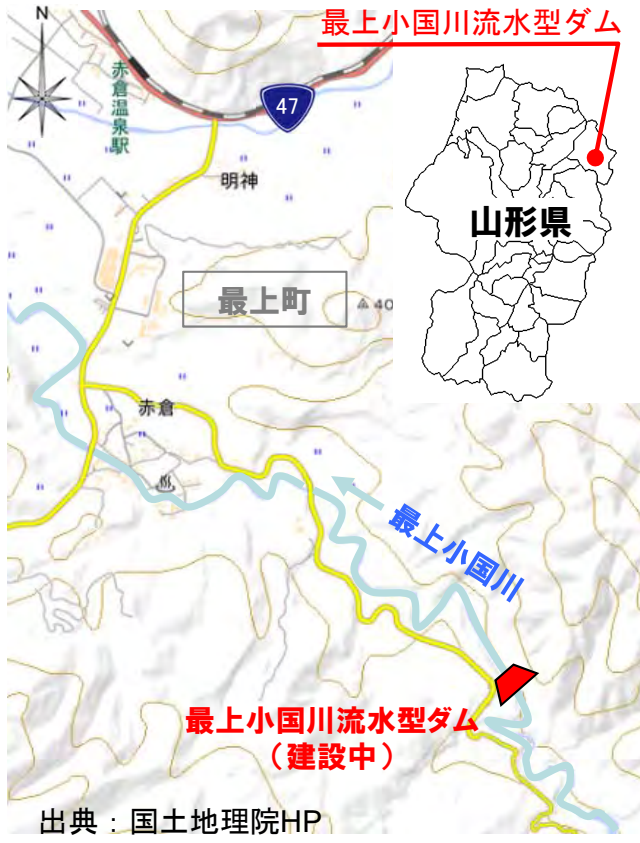 最上小国川流水型ダム
N
赤倉温泉駅
47
明神
山形県
最上町
40
赤倉
最上小国川
最上小国川流水型ダム
(建設中)
出典：国土地理院HP